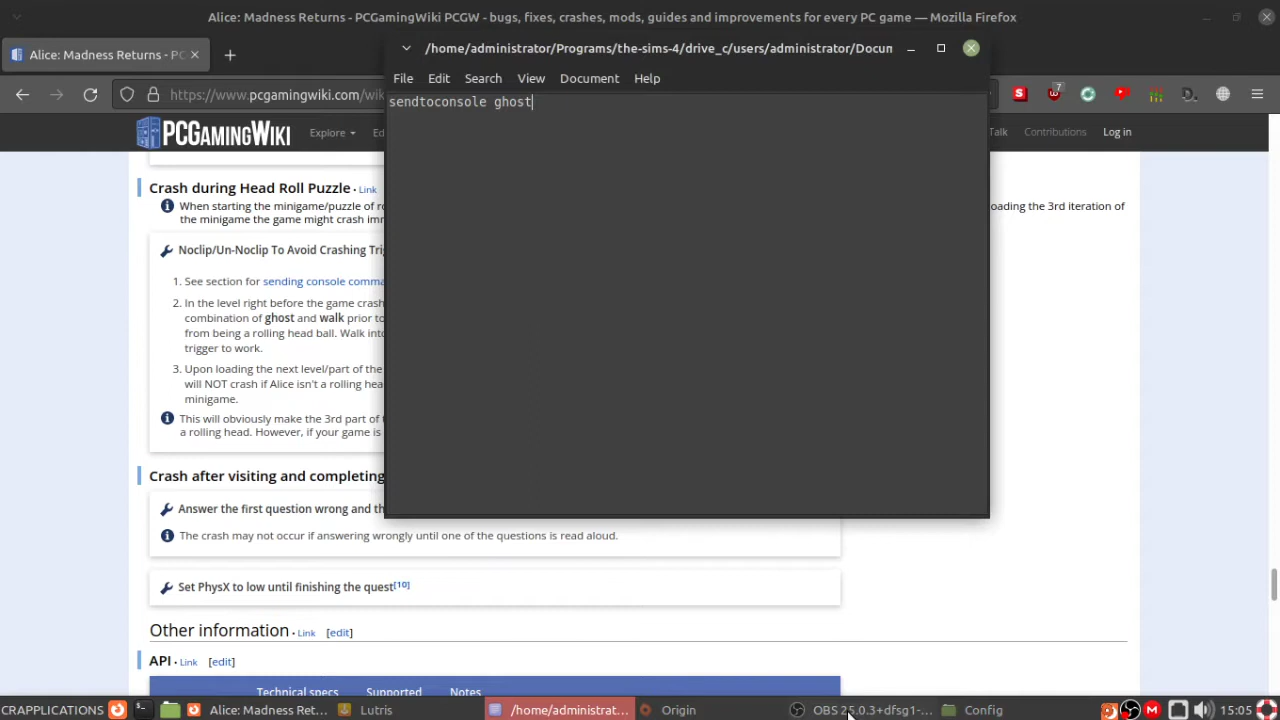 Alice: Madness Returns - PCGamingWiki PCGW - bugs, fixes, crashes, mods, guides and improvements for every PC game — Mozilla Firefox
Alice: Madness Returns - PC
/home/administrator/Programs/the-sims-4/drive_c/users/administrator/Docum
File Edit Search View Document Help
https://www.pcgamingwiki.com/wik
sendtoconsole ghost
PCGamingWiki Explore Ed
Talk Contributions Log in
Crash during Head Roll Puzzle · Link
When starting the minigame/puzzle of ro
oading the 3rd iteration of
the minigame the game might crash imm
Noclip/Un-Noclip To Avoid Crashing Trig
1. See section for sending console comma
2. In the level right before the game crash
combination of ghost and walk prior to
from being a rolling head ball. Walk into
trigger to work.
3. Upon loading the next level/part of the
will NOT crash if Alice isn't a rolling hea
minigame.
This will obviously make the 3rd part of t
a rolling head. However, if your game is
Crash after visiting and completing
Answer the first question wrong and th
The crash may not occur if answering wrongly until one of the questions is read aloud.
Set PhysX to low until finishing the quest[10]
Other information · Link [edit]
API · Link [edit]
Technical specs Supported Notes
CRAPPLICATIONS Alice: Madness Ret... Lutris /home/administrat... Origin OBS 26.0.3+dfsg1-... Config 15:05